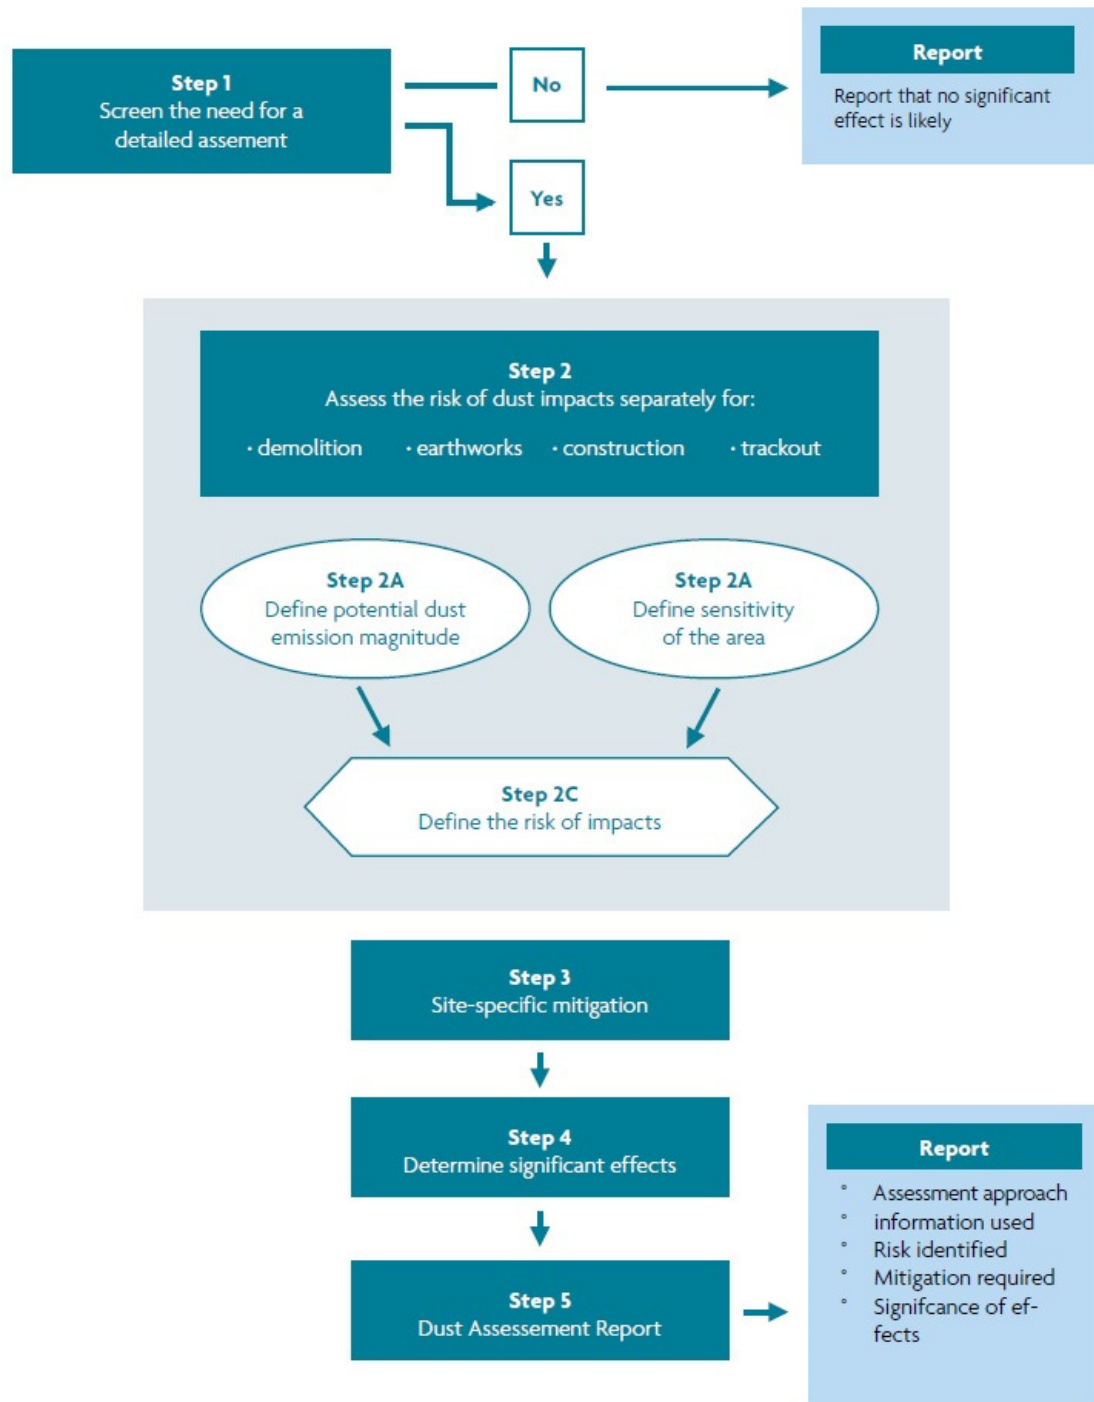 Step 1
Screen the need for a
detailed assement
No
Report
Report that no significant
effect is likely
Yes
Step 2
Assess the risk of dust impacts separately for:
· demolition · earthworks · construction · trackout
Step 2A
Define potential dust
emission magnitude
Step 2A
Define sensitivity
of the area
Step 2C
Define the risk of impacts
Step 3
Site-specific mitigation
Step 4
Determine significant effects
Step 5
Dust Assessement Report
Report
° Assessment approach
° information used
° Risk identified
° Mitigation required
° Signifcance of ef-
fects